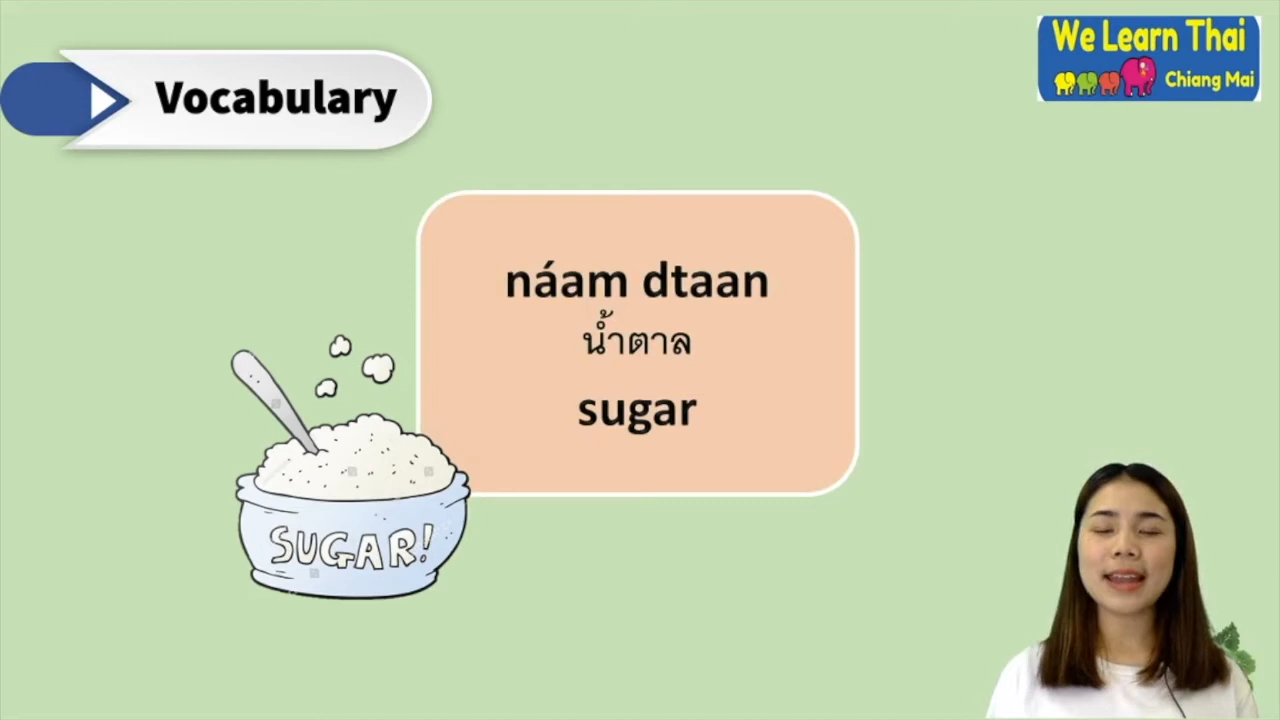 We Learn Thai
Chiang Mai
Vocabulary
náam dtaan
น้ำตาล
sugar
SUGAR!